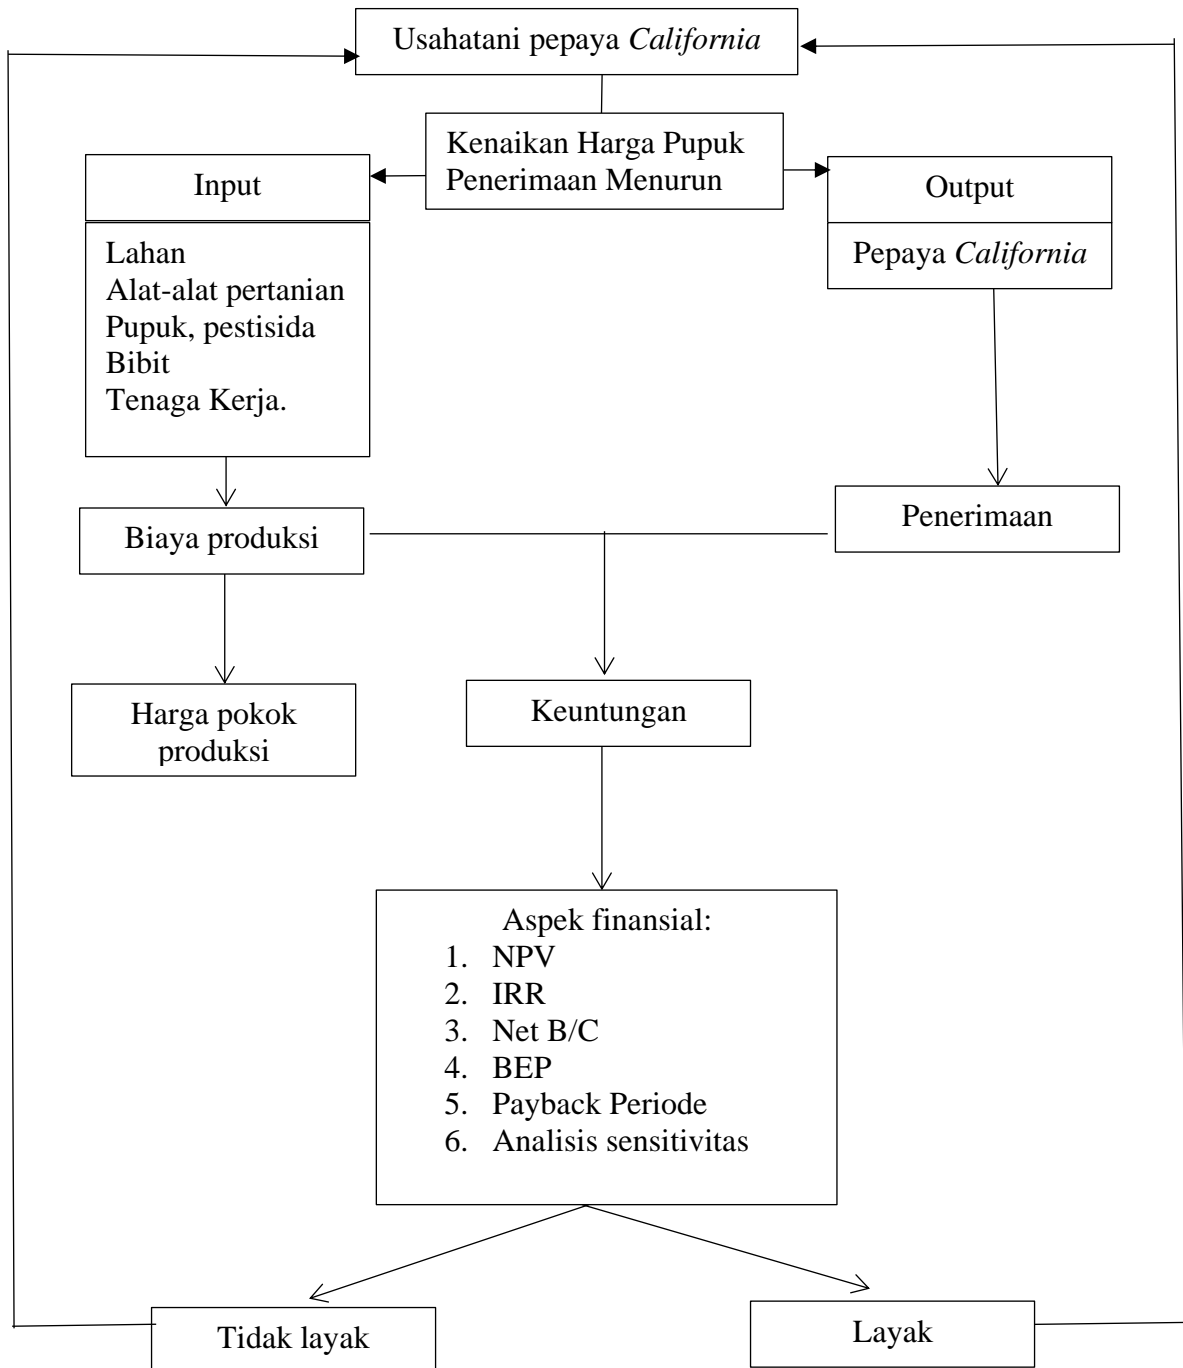 Usahatani pepaya California
Kenaikan Harga Pupuk
Penerimaan Menurun
Input
Lahan
Alat-alat pertanian
Pupuk, pestisida
Bibit
Tenaga Kerja.
Output
Pepaya California
Biaya produksi
Penerimaan
Harga pokok
produksi
Keuntungan
Aspek finansial:
1. NPV
2. IRR
3. Net B/C
4. BEP
5. Payback Periode
6. Analisis sensitivitas
Tidak layak
Layak